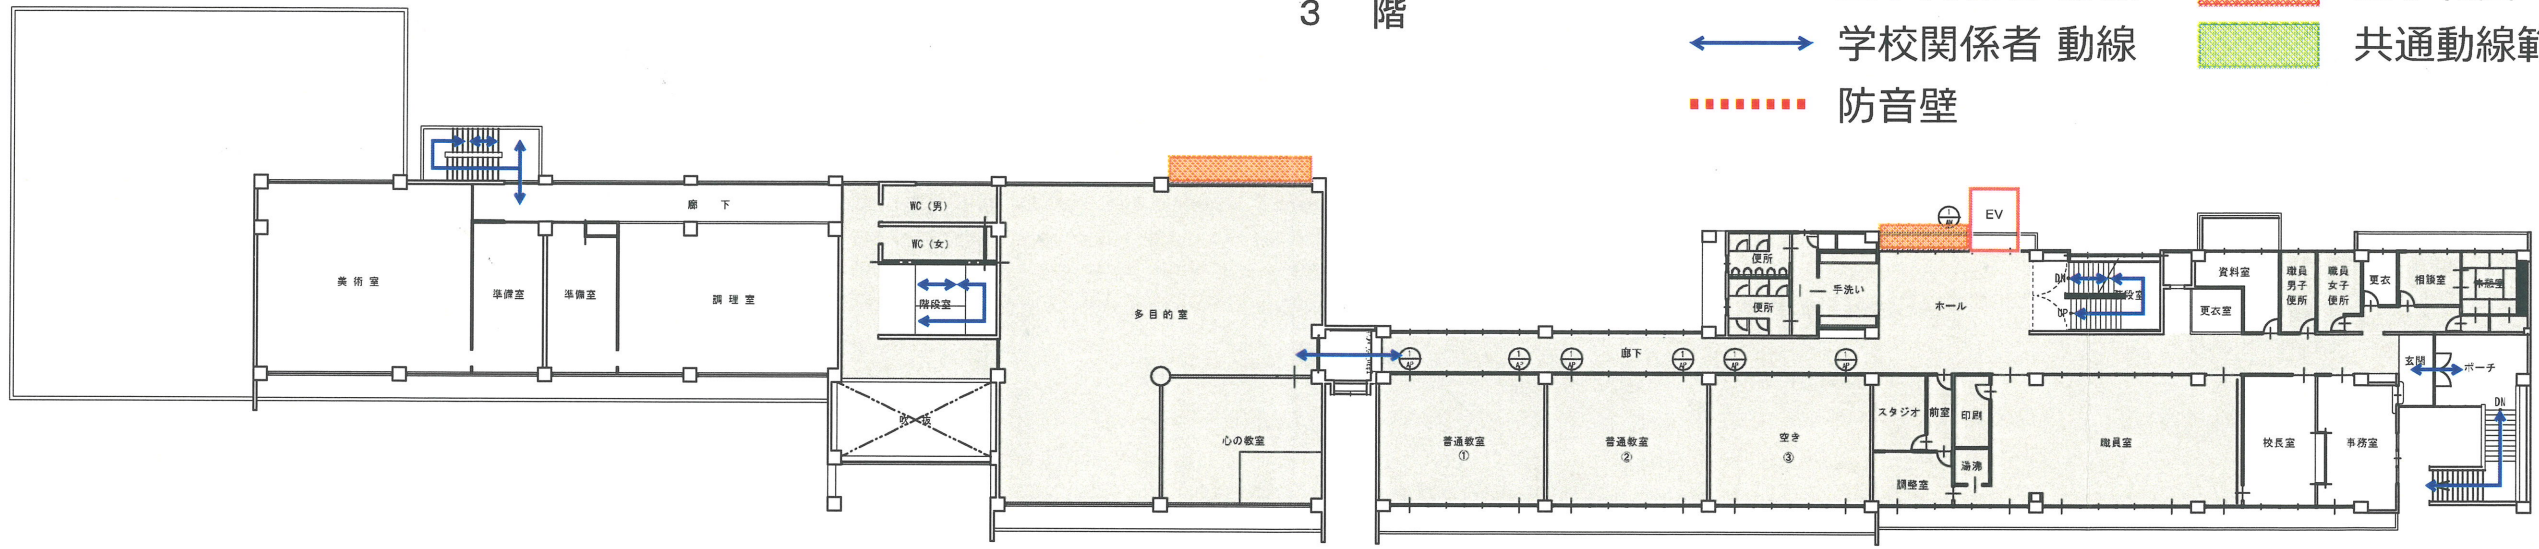 3 階
学校関係者 動線
共通動線範
防音壁
EV
廊 下
WC（男）
WC（女）
美 術 室
準備室
準備室
調 理 室
階段室
多 目 的 室
吹 抜
心の教室
便所
便所
手洗い
ホール
DN
UP
階段室
資料室
更衣室
職員
男子
便所
職員
女子
便所
更衣
相談室
廊下
玄関
ポーチ
DN
普通教室
①
普通教室
②
空き
③
スタジオ
前室
印刷
湯沸
調整室
職員室
校長室
事務室